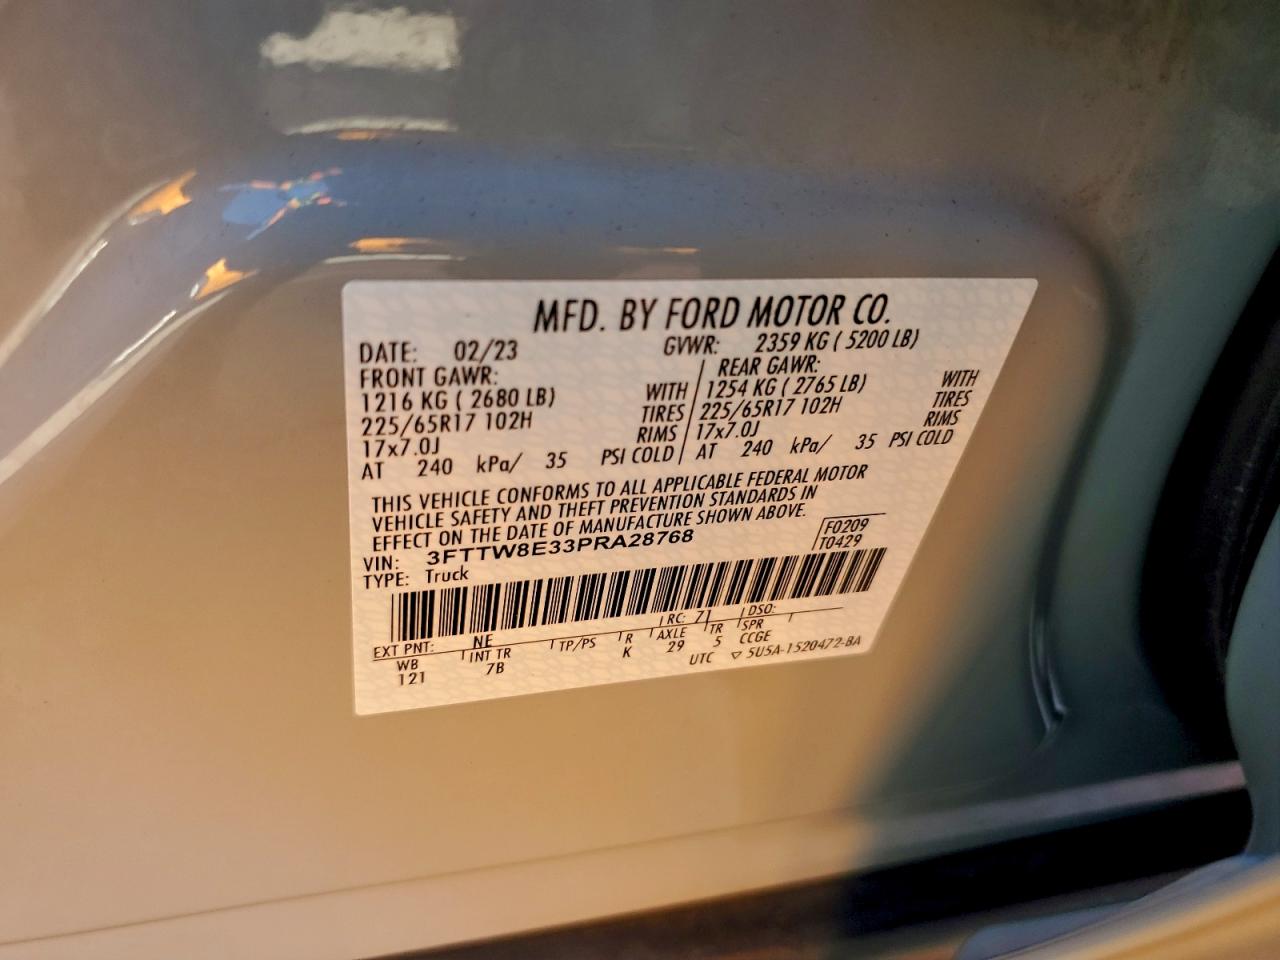 MFD. BY FORD MOTOR CO.
DATE: 02/23 GVWR: 2359 KG ( 5200 LB)
FRONT GAWR: REAR GAWR:
1216 KG ( 2680 LB) WITH 1254 KG ( 2765 LB) WITH
225/65R17 102H TIRES 225/65R17 102H TIRES
17x7.0J RIMS 17x7.0J RIMS
AT 240 kPa/ 35 PSI COLD AT 240 kPa/ 35 PSI COLD
THIS VEHICLE CONFORMS TO ALL APPLICABLE FEDERAL MOTOR
VEHICLE SAFETY AND THEFT PREVENTION STANDARDS IN
EFFECT ON THE DATE OF MANUFACTURE SHOWN ABOVE.
VIN: 3FTTW8E33PRA28768 F0209
TYPE: Truck T0429
EXT PNT: NE RC: 71 DSO:
WB INT TR TP/PS R AXLE TR SPR
121 7B K 29 5 CCGE
UTC ▽ 5U5A-1520472-BA